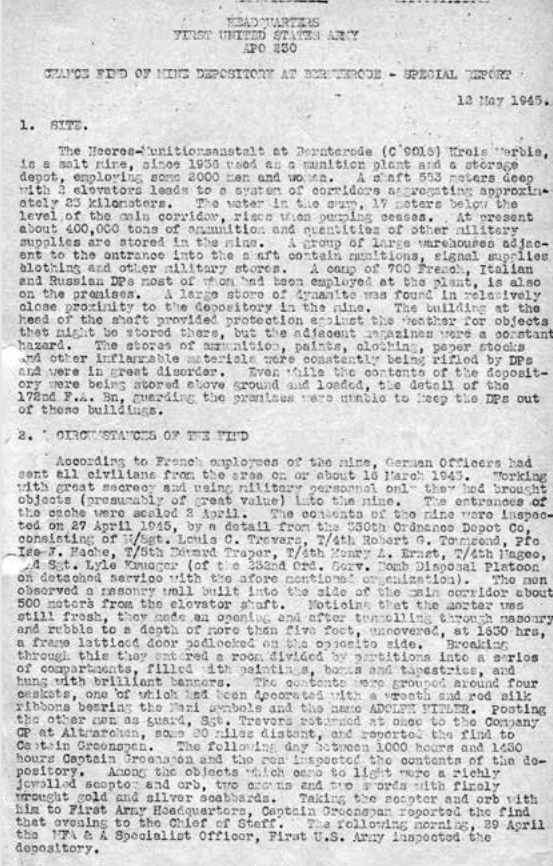 HEADQUARTERS
FIRST UNITED STATES ARMY
APO 230
CHANCE FIND OF MINE DEPOSITORY AT BERNTERODE - SPECIAL REPORT
12 May 1945.
1. SITE.
The Heeres-Munitionsanstalt at Bernterode (C 9015) Kreis Worbis,
is a salt mine, since 1936 used as a munition plant and a storage
depot, employing some 2000 men and women. A shaft 553 meters deep
with 2 elevators leads to a system of corridors aggregating approxim-
ately 23 kilometers. The water in the sump, 17 meters below the
level of the main corridor, rises when pumping ceases. At present
about 400,000 tons of ammunition and quantities of other military
supplies are stored in the mine. A group of large warehouses adjac-
ent to the entrance into the shaft contain munitions, signal supplies
clothing and other military stores. A camp of 700 French, Italian
and Russian DPs most of whom had been employed at the plant, is also
on the premises. A large store of dynamite was found in relatively
close proximity to the depository in the mine. The building at the
head of the shaft provided protection against the weather for objects
that might be stored there, but the adjacent magazines were a constant
hazard. The stores of ammunition, paints, clothing, paper stocks
and other inflammable materials were constantly being rifled by DPs
and were in great disorder. Even while the contents of the deposit-
ory were being stored above ground and loaded, the detail of the
172nd F.A. Bn, guarding the premises were unable to keep the DPs out
of these buildings.
2. CIRCUMSTANCES OF THE FIND
According to French employees of the mine, German Officers had
sent all civilians from the area on or about 16 March 1945. Working
with great secrecy and using military personnel only they had brought
objects (presumably of great value) into the mine. The entrances of
the cache were sealed 2 April. The contents of the mine were inspec-
ted on 27 April 1945, by a detail from the 330th Ordnance Depot Co,
consisting of M/Sgt. Louis C. Travers, T/4th Robert G. Townsend, Pfc
J. Hache, T/5th Edward Traper, T/4th Henry A. Ernst, T/4th Magee,
and Sgt. Lyle Krueger (of the 232nd Ord. Serv. Bomb Disposal Platoon
on detached service with the afore mentioned organization). The men
observed a masonry wall built into the side of the main corridor about
500 meters from the elevator shaft. Noticing that the mortar was
still fresh, they made an opening and after tunnelling through masonry
and rubble to a depth of more than five feet, uncovered, at 1630 hrs,
a frame latticed door padlocked on the opposite side. Breaking
through this they entered a room divided by partitions into a series
of compartments, filled with paintings, boxes and tapestries, and
hung with brilliant banners. The contents were grouped around four
caskets, one of which had been decorated with a wreath and red silk
ribbons bearing the Nazi symbols and the name ADOLPH HITLER. Posting
the other men as guard, Sgt. Travers returned at once to the Company
CP at Altmarchen, some 20 miles distant, and reported the find to
Captain Greenspan. The following day between 1000 hours and 1430
hours Captain Greenspan and the men inspected the contents of the de-
pository. Among the objects which came to light were a richly
jewelled scepter and orb, two crowns and two swords with finely
wrought gold and silver scabbards. Taking the scepter and orb with
him to First Army Headquarters, Captain Greenspan reported the find
that evening to the Chief of Staff. The following morning, 29 April
the MFA & A Specialist Officer, First U.S. Army inspected the
depository.